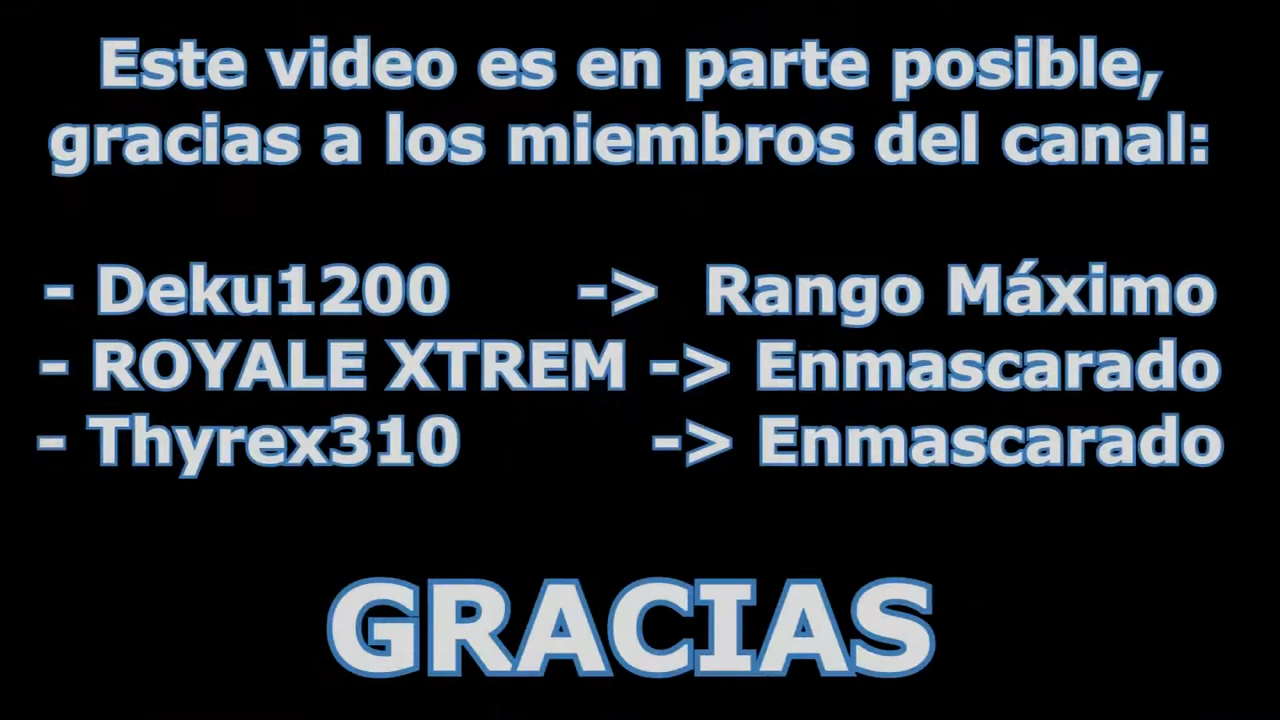 Este video es en parte posible,
gracias a los miembros del canal:
- Deku1200 -> Rango Máximo
- ROYALE XTREM -> Enmascarado
- Thyrex310 -> Enmascarado
GRACIAS